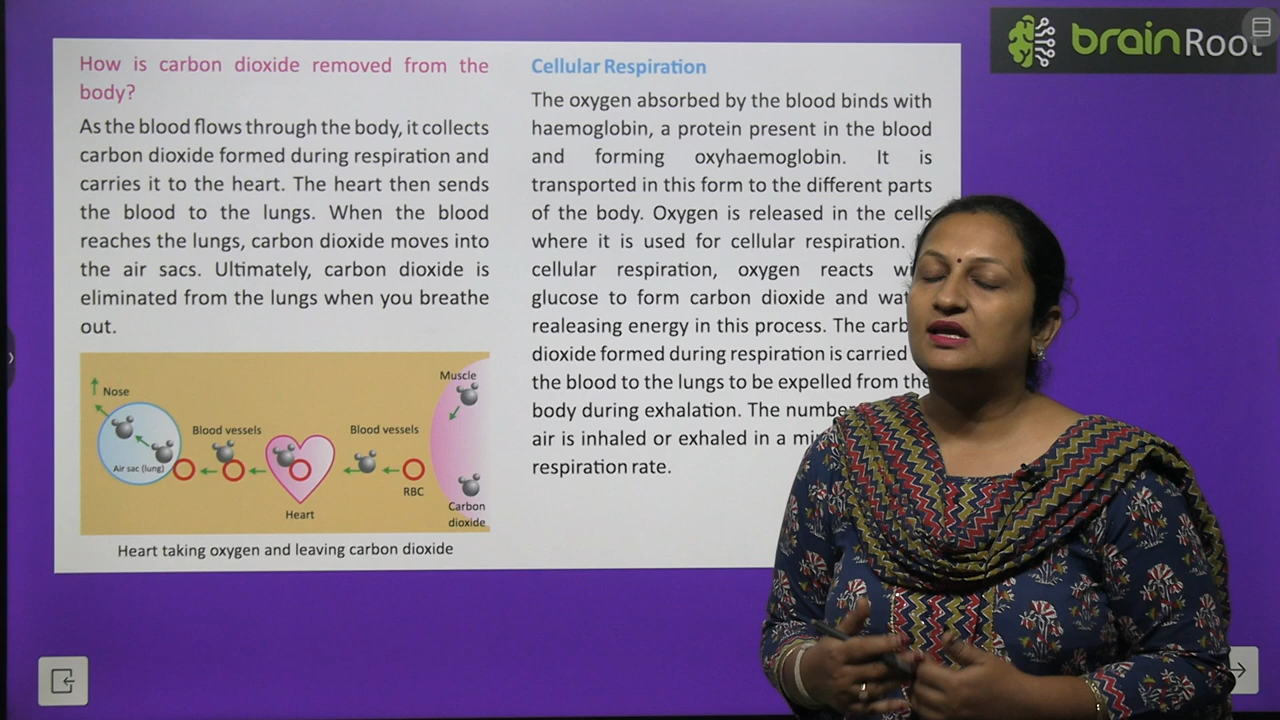 brainRoot
How is carbon dioxide removed from the
body?
As the blood flows through the body, it collects
carbon dioxide formed during respiration and
carries it to the heart. The heart then sends
the blood to the lungs. When the blood
reaches the lungs, carbon dioxide moves into
the air sacs. Ultimately, carbon dioxide is
eliminated from the lungs when you breathe
out.
Nose
Air sac (lung)
Blood vessels
Heart
Blood vessels
RBC
Muscle
Carbon
dioxide
Heart taking oxygen and leaving carbon dioxide
Cellular Respiration
The oxygen absorbed by the blood binds with
haemoglobin, a protein present in the blood
and forming oxyhaemoglobin. It is
transported in this form to the different parts
of the body. Oxygen is released in the cells
where it is used for cellular respiration.
cellular respiration, oxygen reacts
glucose to form carbon dioxide and
realeasing energy in this process. The
dioxide formed during respiration is carried
the blood to the lungs to be expelled from the
body during exhalation. The
air is inhaled or exhaled in a
respiration rate.